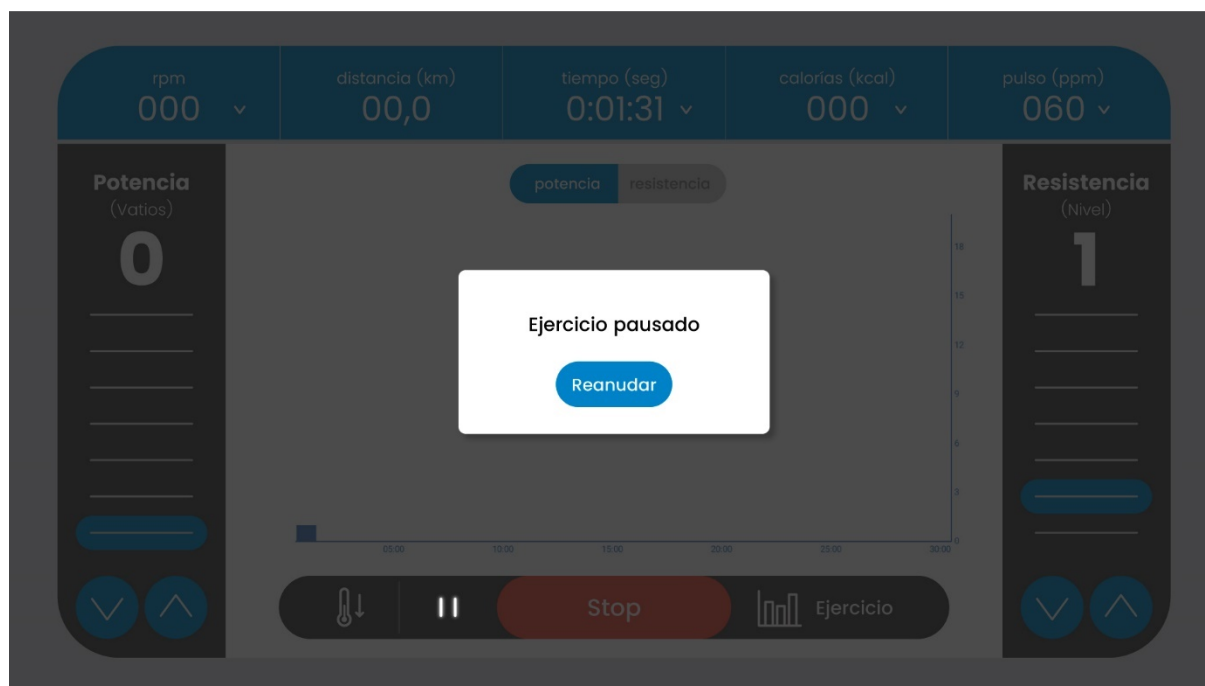 rpm
000
distancia (km)
00,0
tiempo (seg)
0:01:31
calorías (kcal)
000
pulso (ppm)
060
Potencia
(Vatios)
0
potencia resistencia
Resistencia
(Nivel)
1
18
15
12
9
6
3
0
Ejercicio pausado
Reanudar
05:00 10:00 15:00 20:00 25:00 30:00
Stop
Ejercicio